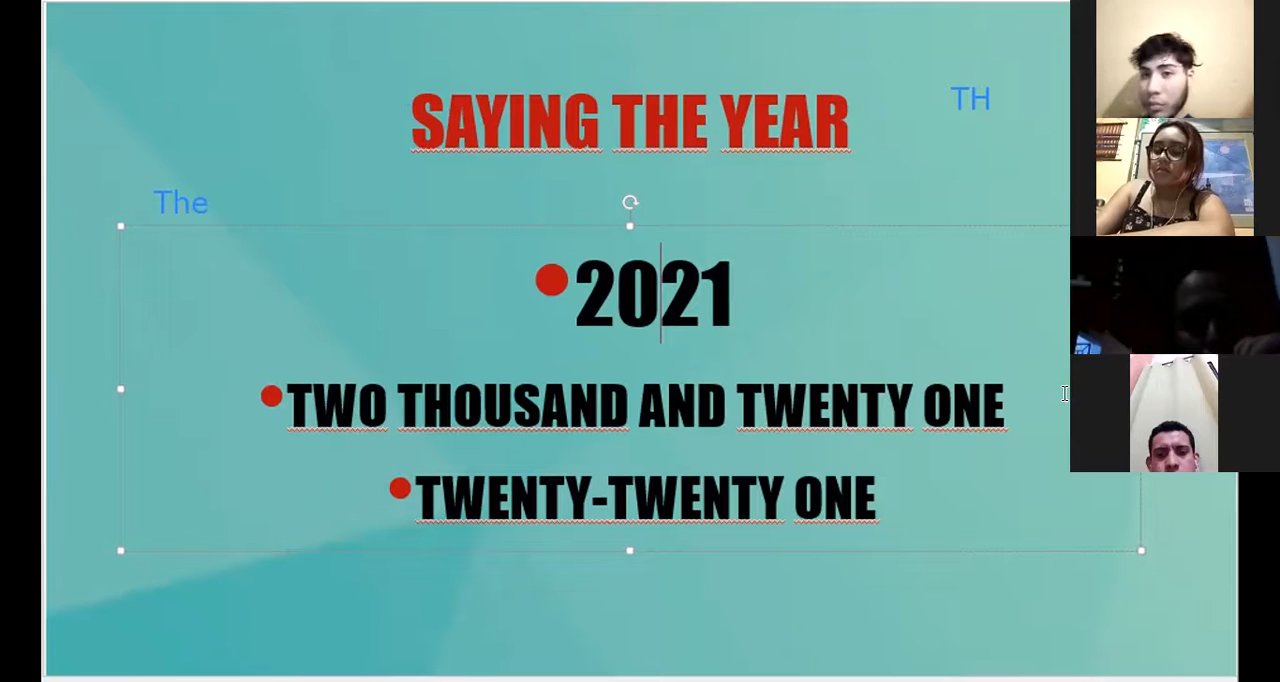 SAYING THE YEAR
TH
The
2021
TWO THOUSAND AND TWENTY ONE
TWENTY-TWENTY ONE